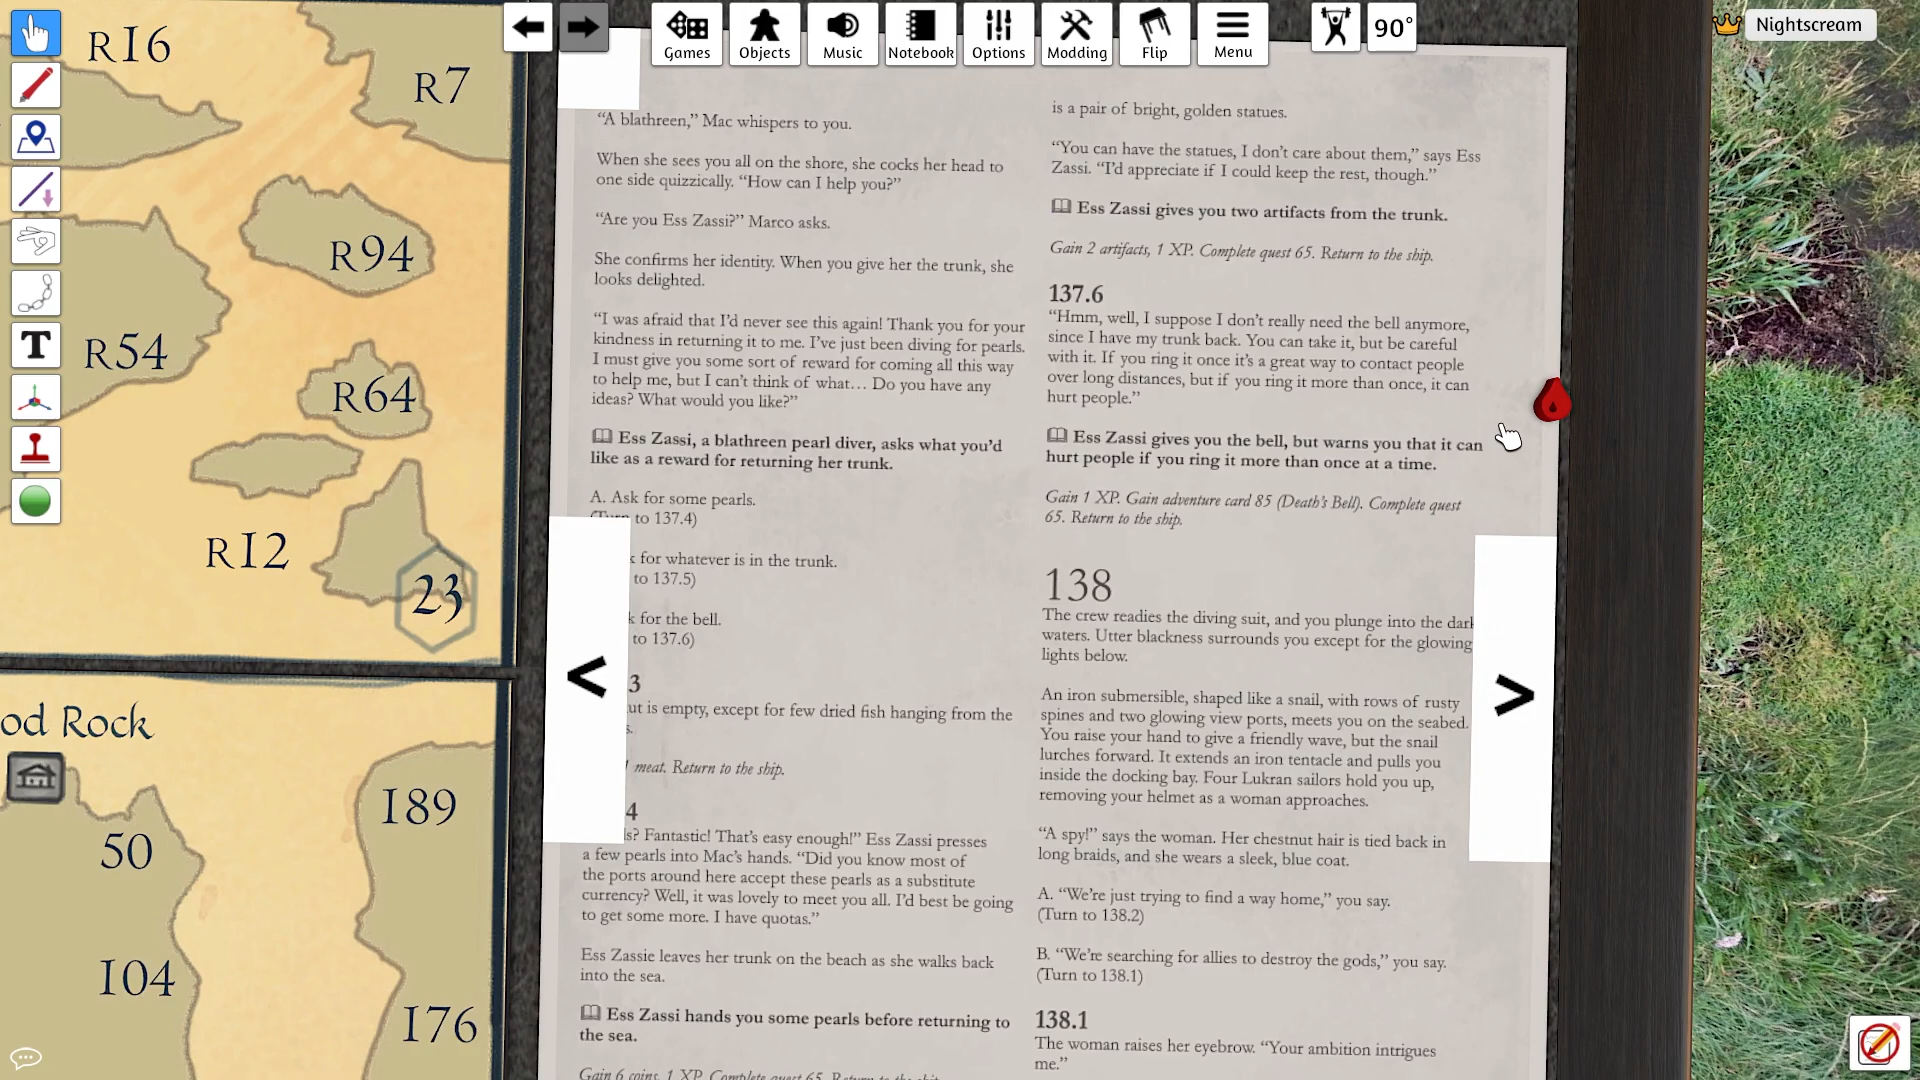 Games
Objects
Music
Notebook
Options
Modding
Flip
Menu
90°
Nightscream
R16
R7
R94
R54
R64
R12
23
od Rock
50
189
104
176
“A blathreen,” Mac whispers to you.
When she sees you all on the shore, she cocks her head to
one side quizzically. “How can I help you?”
“Are you Ess Zassi?” Marco asks.
She confirms her identity. When you give her the trunk, she
looks delighted.
“I was afraid that I’d never see this again! Thank you for your
kindness in returning it to me. I’ve just been diving for pearls.
I must give you some sort of reward for coming all this way
to help me, but I can’t think of what… Do you have any
ideas? What would you like?”
Ess Zassi, a blathreen pearl diver, asks what you’d
like as a reward for returning her trunk.
A. Ask for some pearls.
(Turn to 137.4)
k for whatever is in the trunk.
to 137.5)
k for the bell.
to 137.6)
3
ut is empty, except for few dried fish hanging from the
s.
meat. Return to the ship.
4
ls? Fantastic! That’s easy enough!” Ess Zassi presses
a few pearls into Mac’s hands. “Did you know most of
the ports around here accept these pearls as a substitute
currency? Well, it was lovely to meet you all. I’d best be going
to get some more. I have quotas.”
Ess Zassie leaves her trunk on the beach as she walks back
into the sea.
Ess Zassi hands you some pearls before returning to
the sea.
Gain 6 coins, 1 XP. Complete quest 65. Return to the ship
is a pair of bright, golden statues.
“You can have the statues, I don’t care about them,” says Ess
Zassi. “I’d appreciate if I could keep the rest, though.”
Ess Zassi gives you two artifacts from the trunk.
Gain 2 artifacts, 1 XP. Complete quest 65. Return to the ship.
137.6
“Hmm, well, I suppose I don’t really need the bell anymore,
since I have my trunk back. You can take it, but be careful
with it. If you ring it once it’s a great way to contact people
over long distances, but if you ring it more than once, it can
hurt people.”
Ess Zassi gives you the bell, but warns you that it can
hurt people if you ring it more than once at a time.
Gain 1 XP. Gain adventure card 85 (Death’s Bell). Complete quest
65. Return to the ship.
138
The crew readies the diving suit, and you plunge into the dark
waters. Utter blackness surrounds you except for the glowing
lights below.
An iron submersible, shaped like a snail, with rows of rusty
spines and two glowing view ports, meets you on the seabed.
You raise your hand to give a friendly wave, but the snail
lurches forward. It extends an iron tentacle and pulls you
inside the docking bay. Four Lukran sailors hold you up,
removing your helmet as a woman approaches.
“A spy!” says the woman. Her chestnut hair is tied back in
long braids, and she wears a sleek, blue coat.
A. “We’re just trying to find a way home,” you say.
(Turn to 138.2)
B. “We’re searching for allies to destroy the gods,” you say.
(Turn to 138.1)
138.1
The woman raises her eyebrow. “Your ambition intrigues
me.”
<
>